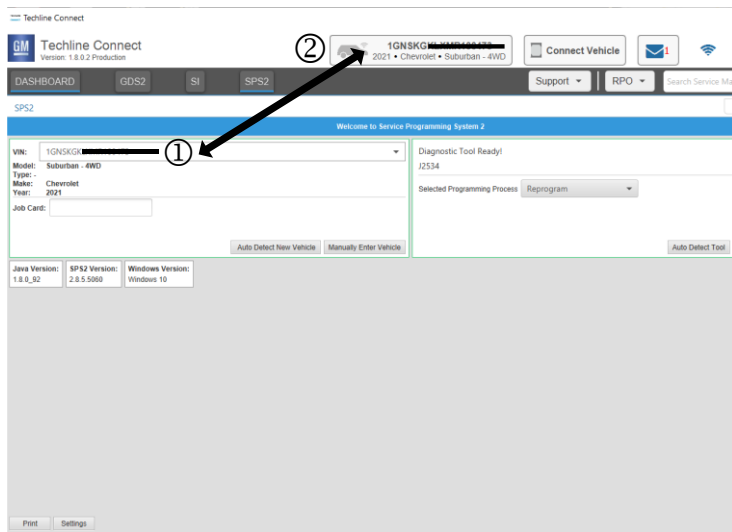 Techline Connect
GM
Techline Connect
Version: 1.8.0.2 Production
②
2021 • Chevrolet • Suburban - 4WD
Connect Vehicle
1
DASHBOARD
GDS2
SI
SPS2
Support
RPO
Search Service Ma
SPS2
Welcome to Service Programming System 2
VIN:
①
Model: Suburban - 4WD
Type: -
Make: Chevrolet
Year: 2021
Job Card:
Auto Detect New Vehicle
Manually Enter Vehicle
Diagnostic Tool Ready!
J2534
Selected Programming Process
Reprogram
Auto Detect Tool
Java Version:
1.8.0_92
SPS2 Version:
2.8.5.5060
Windows Version:
Windows 10
Print
Settings